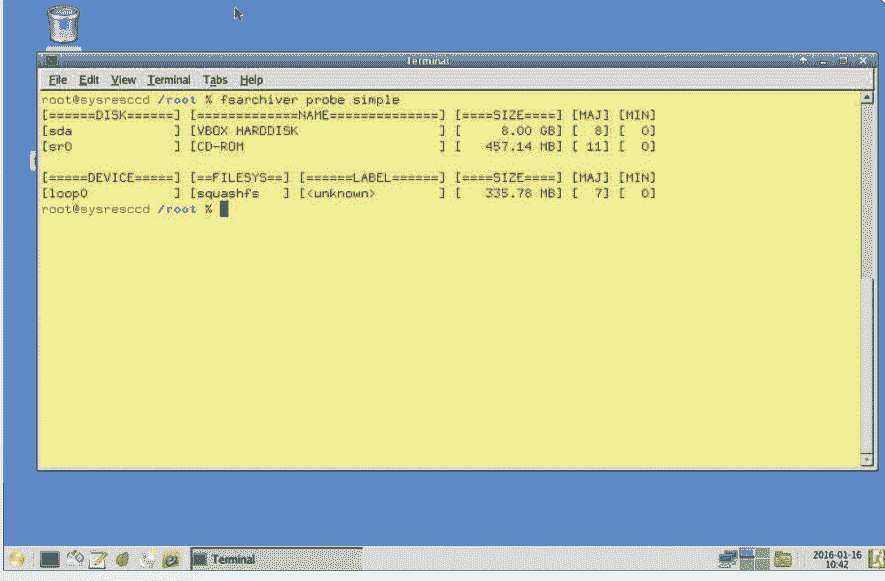 Terminal
File Edit View Terminal Tabs Help
root@sysresccd /root % fsarchiver probe simple
[======DISK======] [=============NAME==============] [====SIZE====] [MAJ] [MIN]
[sda             ] [VBOX HARDDISK                  ] [     8.00 GB] [  8] [  0]
[sr0             ] [CD-ROM                         ] [   457.14 MB] [ 11] [  0]
[=====DEVICE=====] [==FILESYS==] [======LABEL======] [====SIZE====] [MAJ] [MIN]
[loop0           ] [squashfs   ] [<unknown>        ] [   335.78 MB] [  7] [  0]
root@sysresccd /root %
Terminal
2016-01-16
10:42